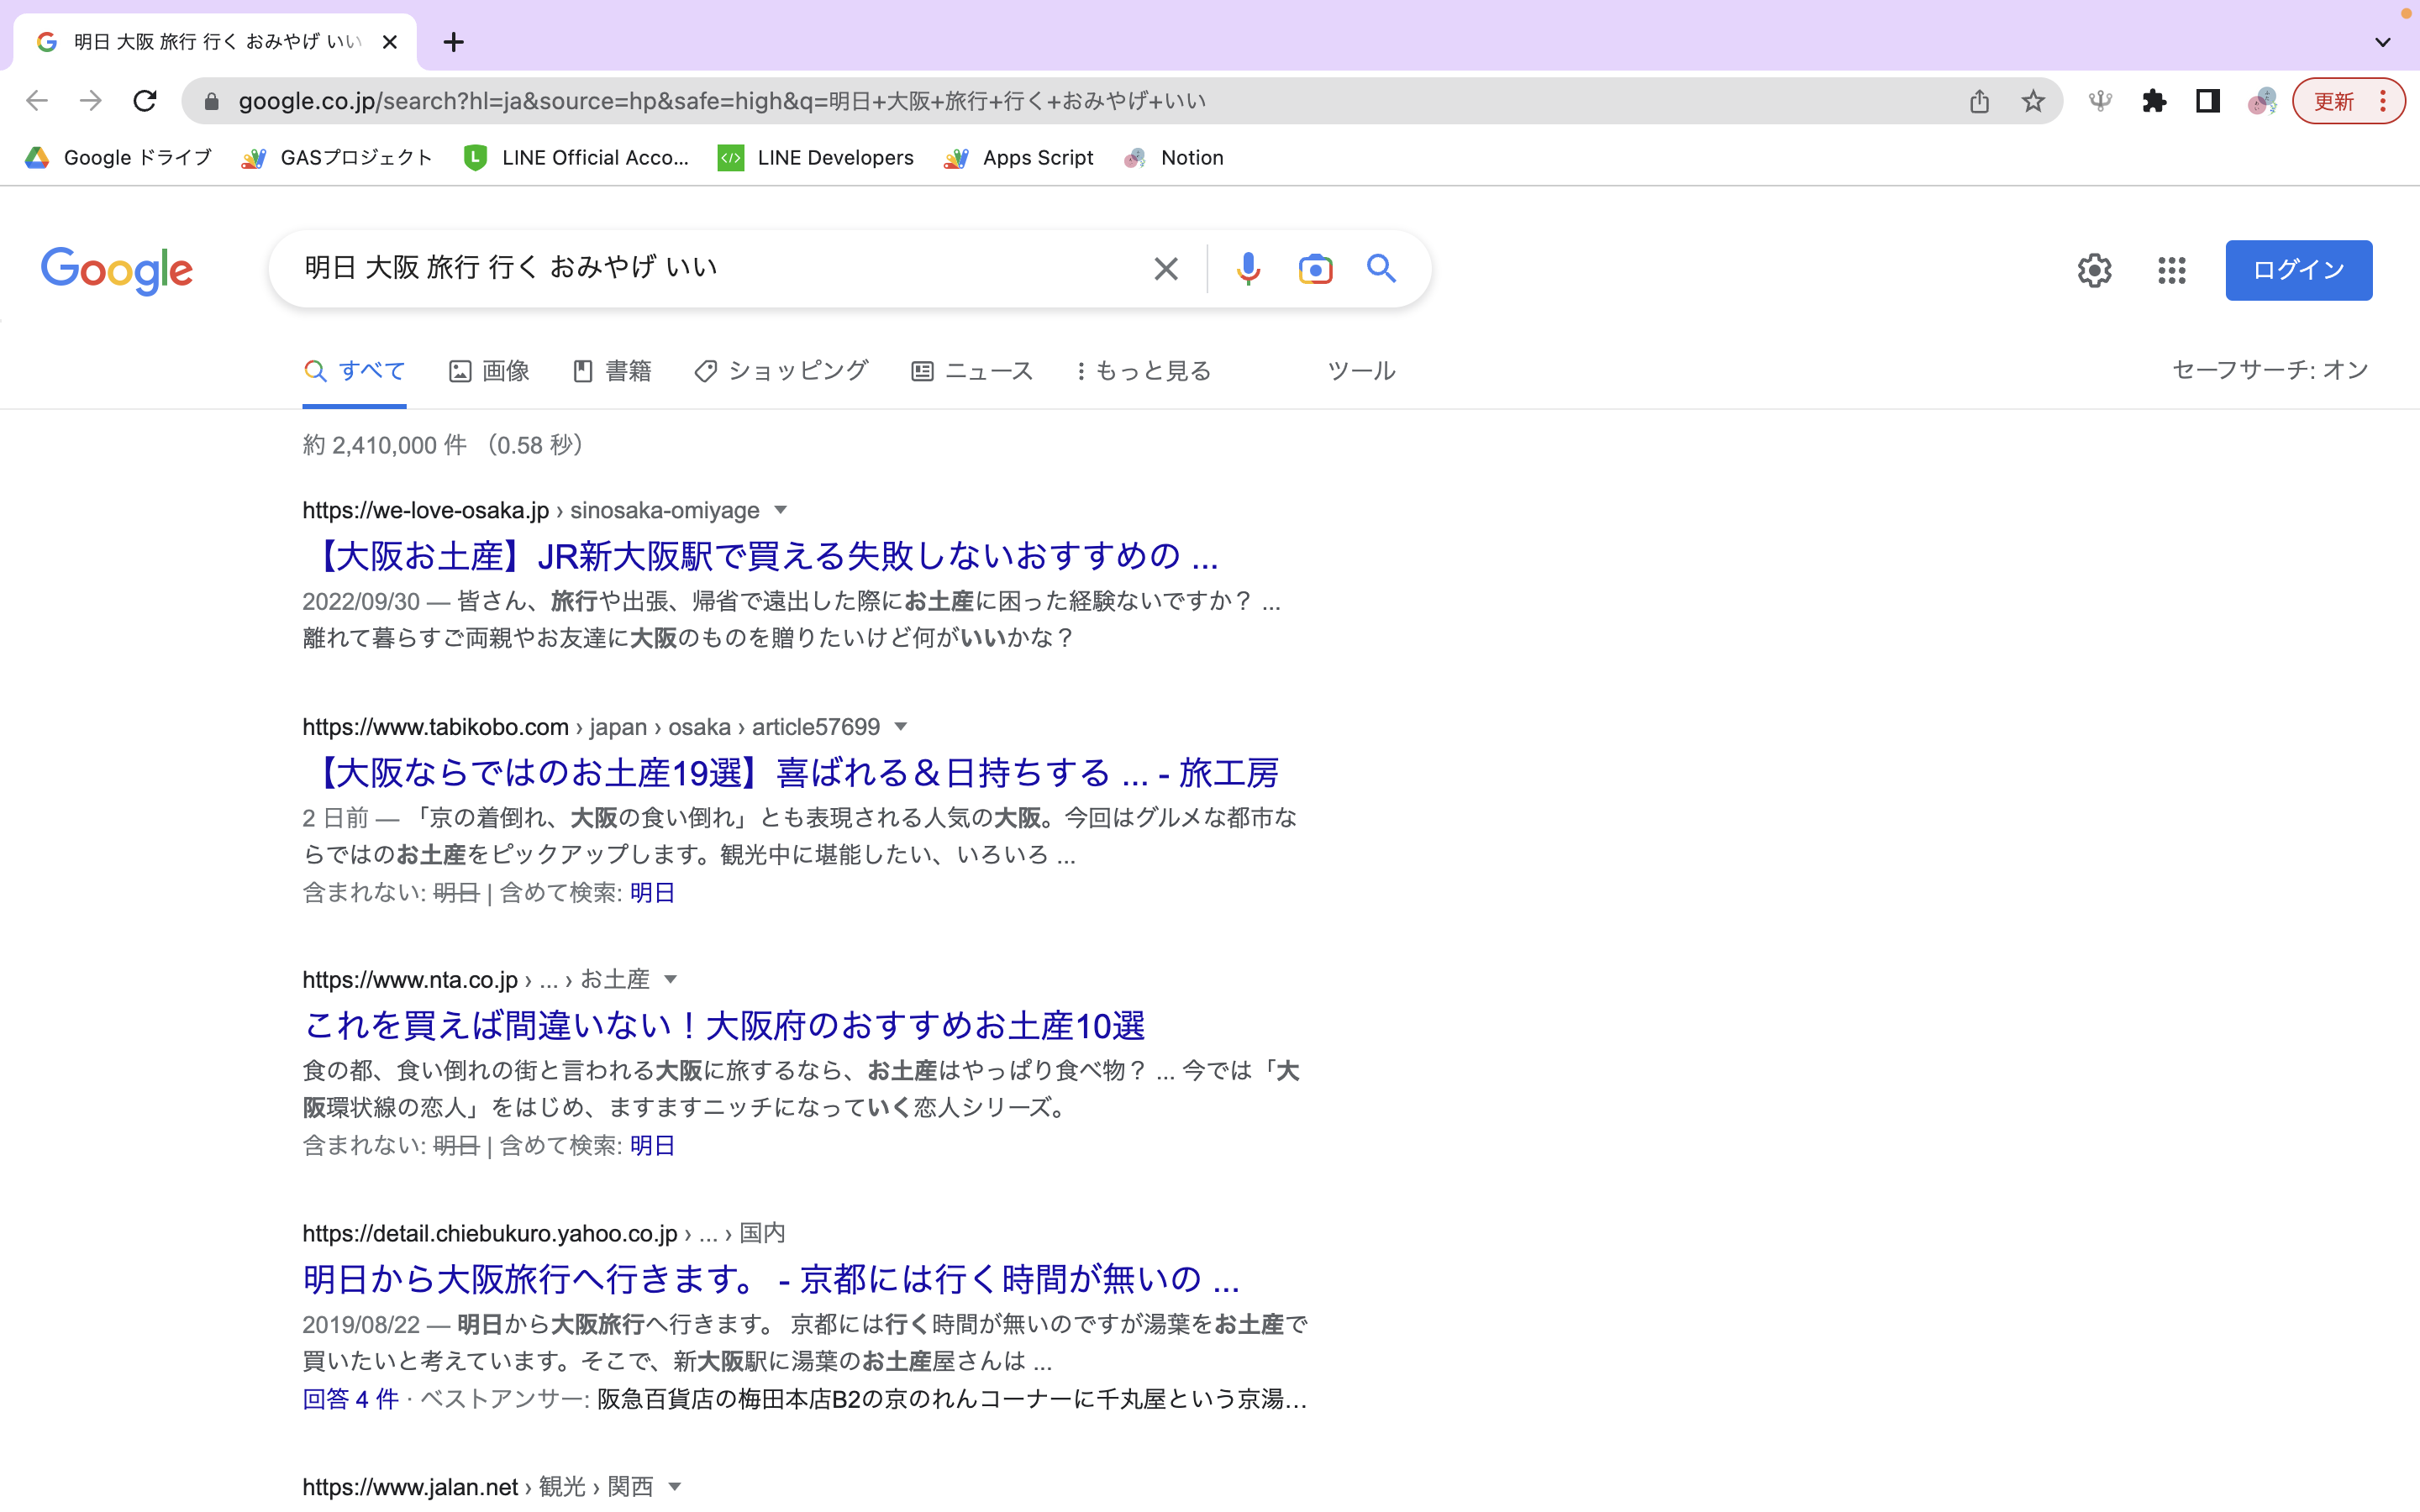 明日 大阪 旅行 行く おみやげ いい
google.co.jp/search?hl=ja&source=hp&safe=high&q=明日+大阪+旅行+行く+おみやげ+いい
更新
Google ドライブ GASプロジェクト LINE Official Acco... LINE Developers Apps Script Notion
Google 明日 大阪 旅行 行く おみやげ いい ログイン
すべて 画像 書籍 ショッピング ニュース もっと見る ツール セーフサーチ: オン
約 2,410,000 件 （0.58 秒）
https://we-love-osaka.jp › sinosaka-omiyage
【大阪お土産】JR新大阪駅で買える失敗しないおすすめの ...
2022/09/30 — 皆さん、旅行や出張、帰省で遠出した際にお土産に困った経験ないですか？ ...
離れて暮らすご両親やお友達に大阪のものを贈りたいけど何がいいかな？
https://www.tabikobo.com › japan › osaka › article57699
【大阪ならではのお土産19選】喜ばれる＆日持ちする ... - 旅工房
2 日前 — 「京の着倒れ、大阪の食い倒れ」とも表現される人気の大阪。今回はグルメな都市な
らではのお土産をピックアップします。観光中に堪能したい、いろいろ ...
含まれない: 明日 | 含めて検索: 明日
https://www.nta.co.jp › ... › お土産
これを買えば間違いない！大阪府のおすすめお土産10選
食の都、食い倒れの街と言われる大阪に旅するなら、お土産はやっぱり食べ物？ ... 今では「大
阪環状線の恋人」をはじめ、ますますニッチになっていく恋人シリーズ。
含まれない: 明日 | 含めて検索: 明日
https://detail.chiebukuro.yahoo.co.jp › ... › 国内
明日から大阪旅行へ行きます。 - 京都には行く時間が無いの ...
2019/08/22 — 明日から大阪旅行へ行きます。 京都には行く時間が無いのですが湯葉をお土産で
買いたいと考えています。そこで、新大阪駅に湯葉のお土産屋さんは ...
回答 4 件 · ベストアンサー: 阪急百貨店の梅田本店B2の京のれんコーナーに千丸屋という京湯...
https://www.jalan.net › 観光 › 関西